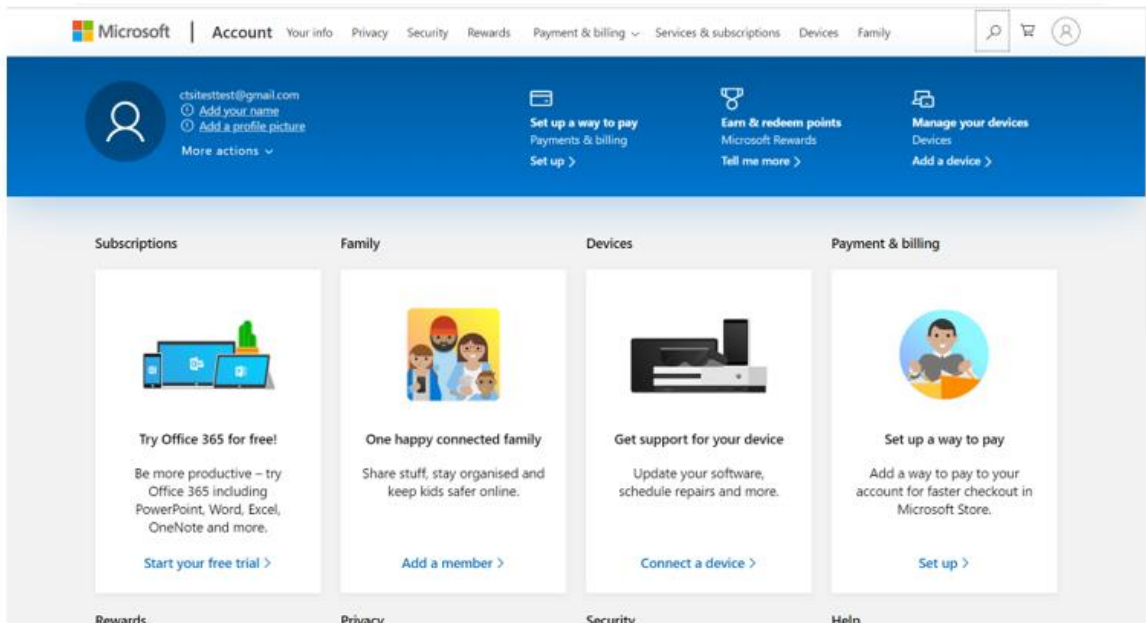 Microsoft | Account Your info Privacy Security Rewards Payment & billing Services & subscriptions Devices Family
ctsitesttest@gmail.com
Add your name
Add a profile picture
More actions
Set up a way to pay
Payments & billing
Set up >
Earn & redeem points
Microsoft Rewards
Tell me more >
Manage your devices
Devices
Add a device >
Subscriptions
Try Office 365 for free!
Be more productive – try
Office 365 including
PowerPoint, Word, Excel,
OneNote and more.
Start your free trial >
Family
One happy connected family
Share stuff, stay organised and
keep kids safer online.
Add a member >
Devices
Get support for your device
Update your software,
schedule repairs and more.
Connect a device >
Payment & billing
Set up a way to pay
Add a way to pay to your
account for faster checkout in
Microsoft Store.
Set up >
Rewards
Privacy
Security
Help